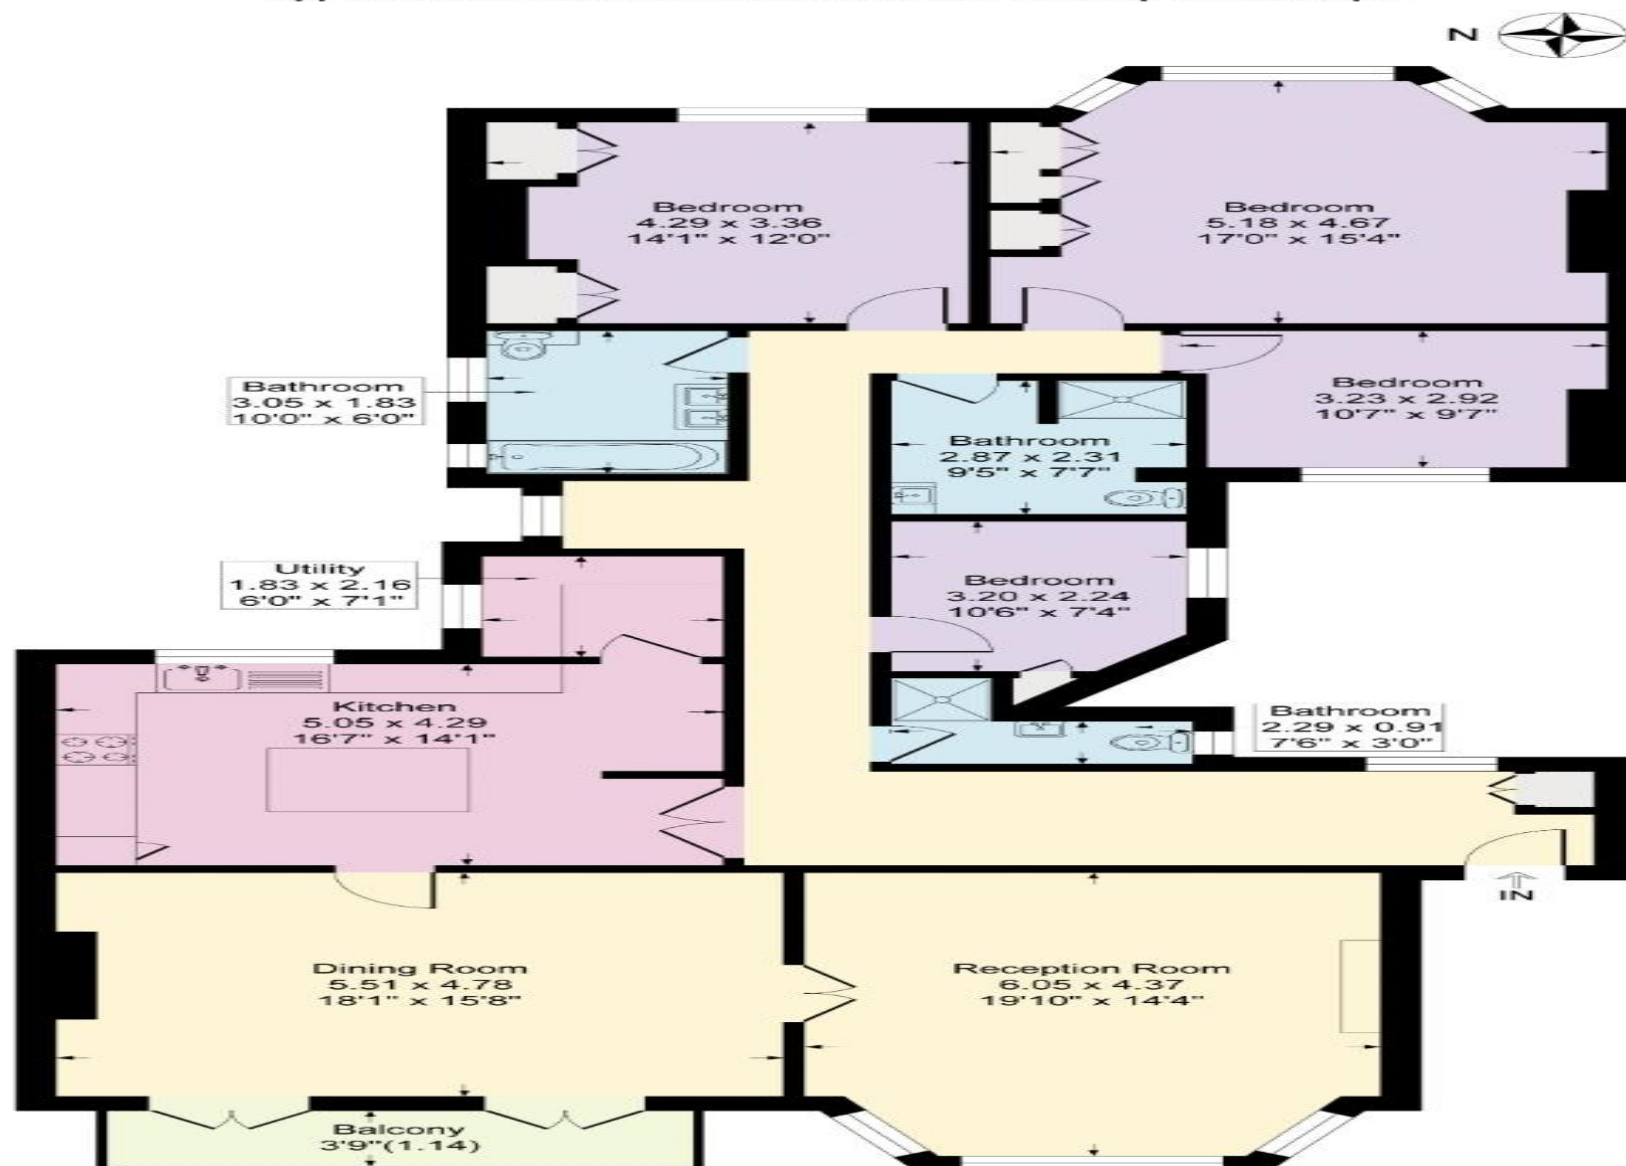 N
Bedroom
4.29 x 3.36
14'1" x 12'0"
Bedroom
5.18 x 4.67
17'0" x 15'4"
Bathroom
3.05 x 1.83
10'0" x 6'0"
Bedroom
3.23 x 2.92
10'7" x 9'7"
Bathroom
2.87 x 2.31
9'5" x 7'7"
Utility
1.83 x 2.16
6'0" x 7'1"
Bedroom
3.20 x 2.24
10'6" x 7'4"
Kitchen
5.05 x 4.29
16'7" x 14'1"
Bathroom
2.29 x 0.91
7'6" x 3'0"
IN
Dining Room
5.51 x 4.78
18'1" x 15'8"
Reception Room
6.05 x 4.37
19'10" x 14'4"
Balcony
3'9"(1.14)